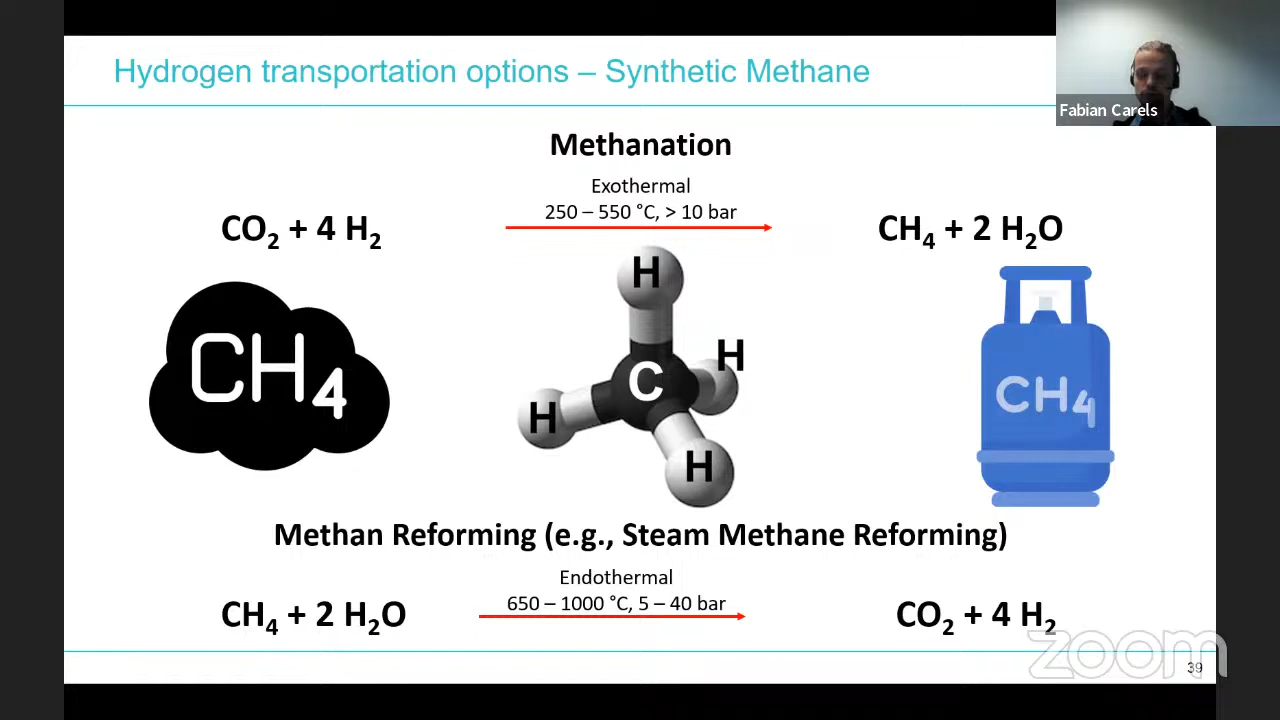 Hydrogen transportation options – Synthetic Methane
Fabian Carels
Methanation
Exothermal
250 – 550 °C, > 10 bar
CO₂ + 4 H₂
CH₄ + 2 H₂O
CH₄
H
H
C
H
H
CH₄
Methan Reforming (e.g., Steam Methane Reforming)
Endothermal
650 – 1000 °C, 5 – 40 bar
CH₄ + 2 H₂O
CO₂ + 4 H₂
zoom
39